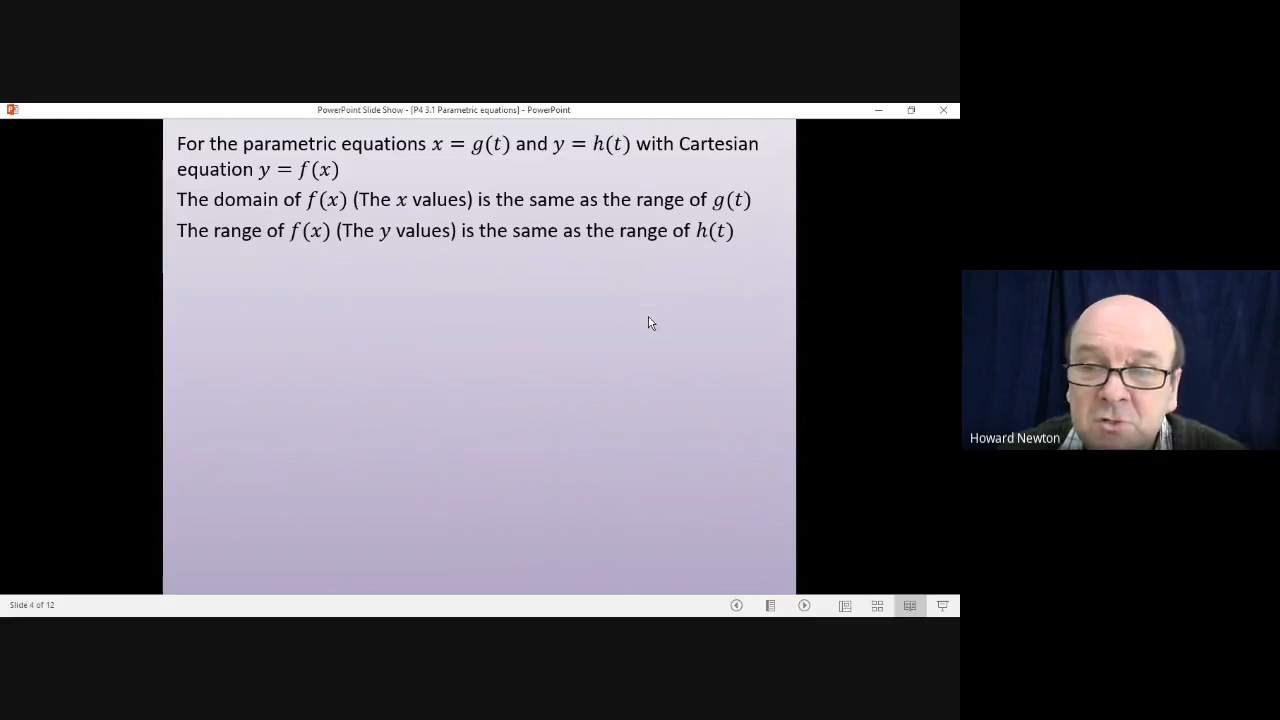 PowerPoint Slide Show - [P4 3.1 Parametric equations] - PowerPoint
For the parametric equations x = g(t) and y = h(t) with Cartesian
equation y = f(x)
The domain of f(x) (The x values) is the same as the range of g(t)
The range of f(x) (The y values) is the same as the range of h(t)
Howard Newton
Slide 4 of 12